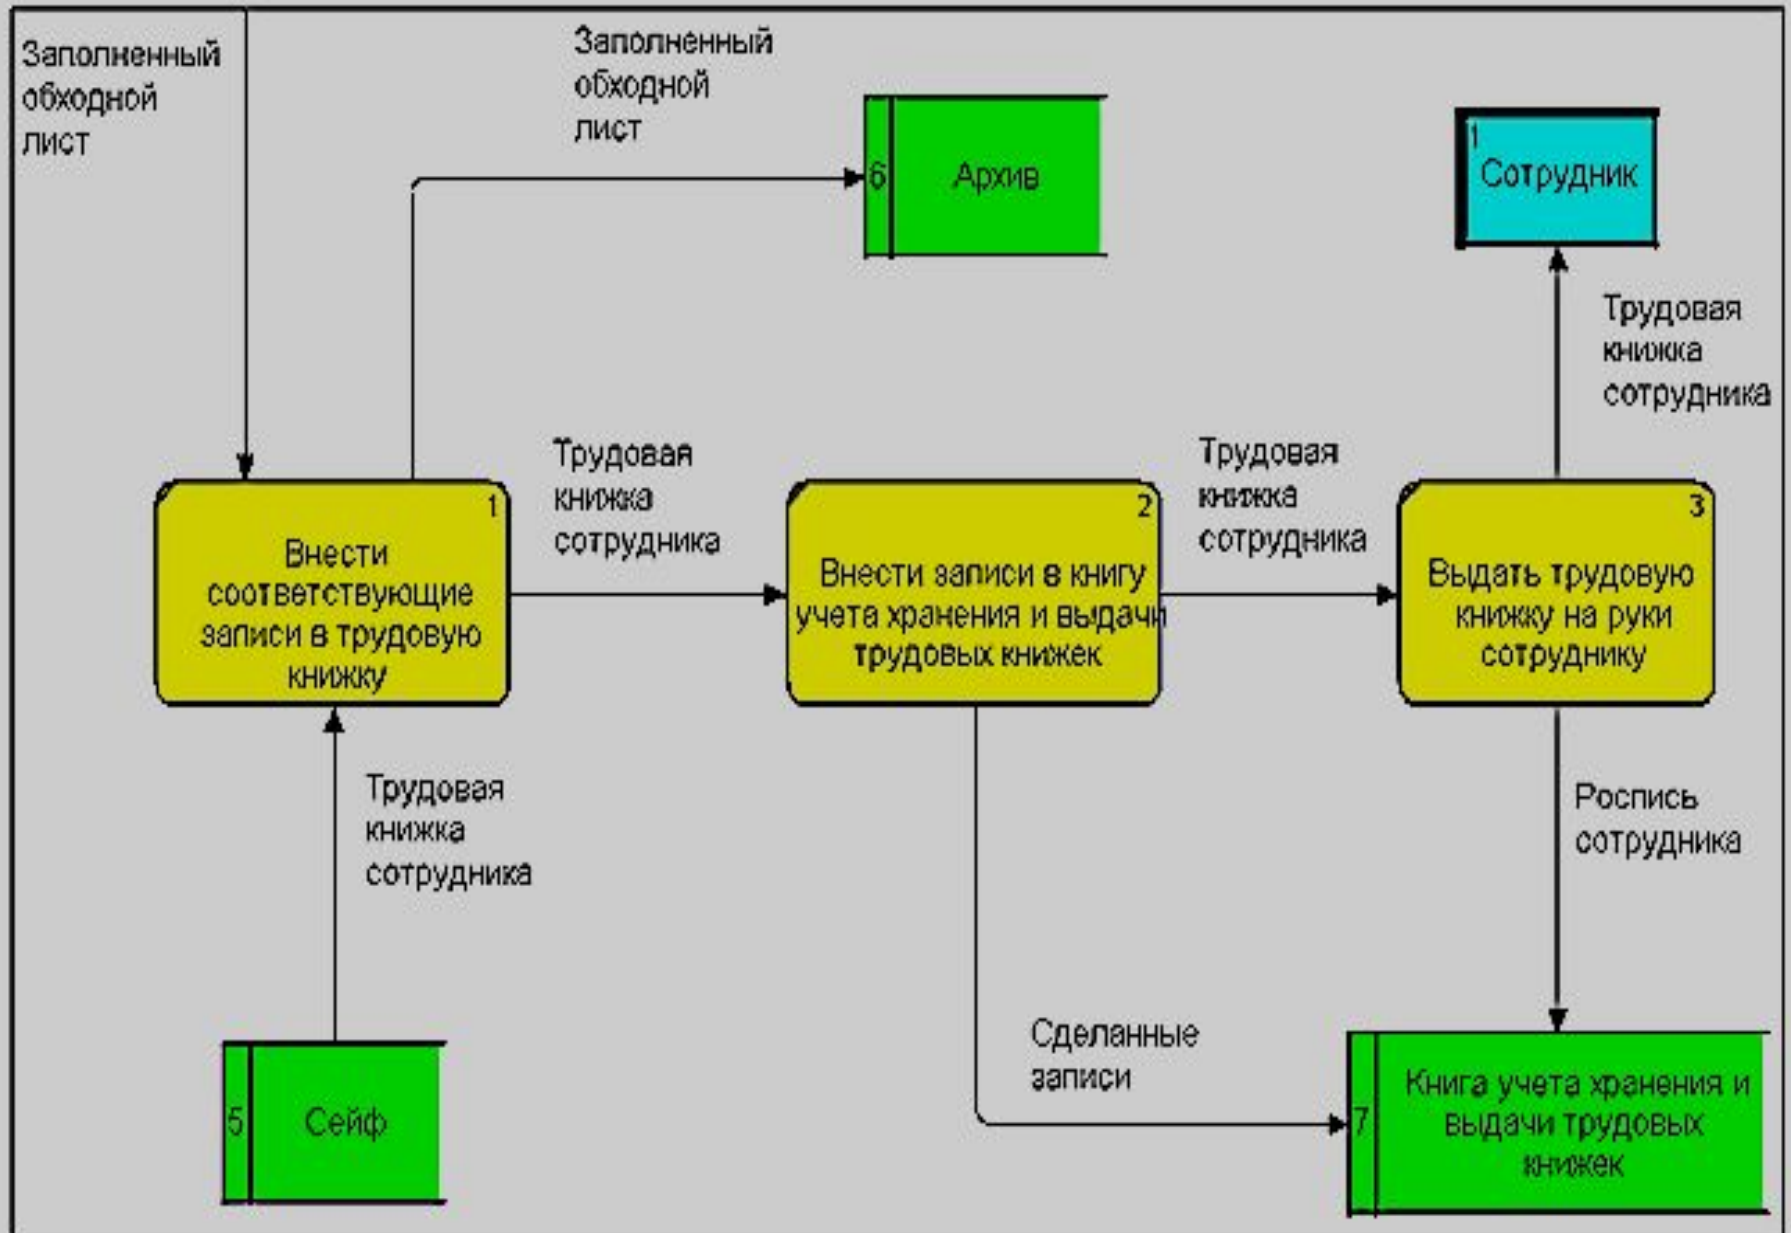 Заполненный
обходной
лист
Заполненный
обходной
лист
6
Архив
1
Сотрудник
Трудовая
книжка
сотрудника
1
Внести
соответствующие
записи в трудовую
книжку
Трудовая
книжка
сотрудника
2
Внести записи в книгу
учета хранения и выдачи
трудовых книжек
Трудовая
книжка
сотрудника
3
Выдать трудовую
книжку на руки
сотруднику
Трудовая
книжка
сотрудника
Роспись
сотрудника
5
Сейф
Сделанные
записи
7
Книга учета хранения и
выдачи трудовых
книжек